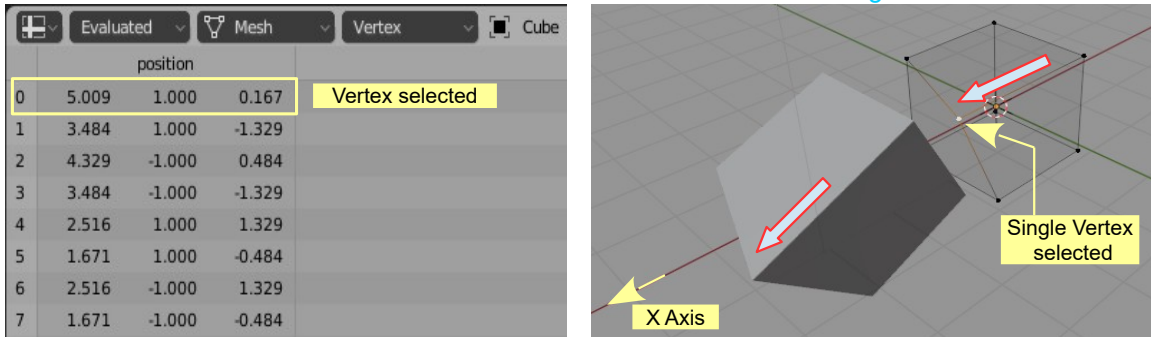 Evaluated Mesh Vertex Cube
position
0 5.009 1.000 0.167 Vertex selected
1 3.484 1.000 -1.329
2 4.329 -1.000 0.484
3 3.484 -1.000 -1.329
4 2.516 1.000 1.329
5 1.671 1.000 -0.484
6 2.516 -1.000 1.329
7 1.671 -1.000 -0.484
Single Vertex
selected
X Axis